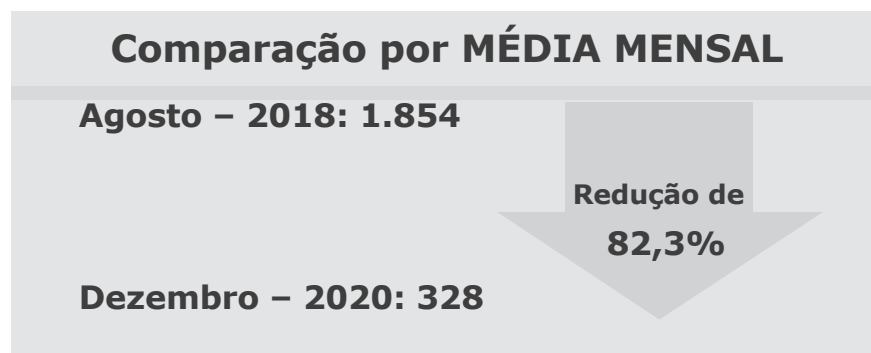 Comparação por MÉDIA MENSAL
Agosto – 2018: 1.854
Redução de
82,3%
Dezembro – 2020: 328